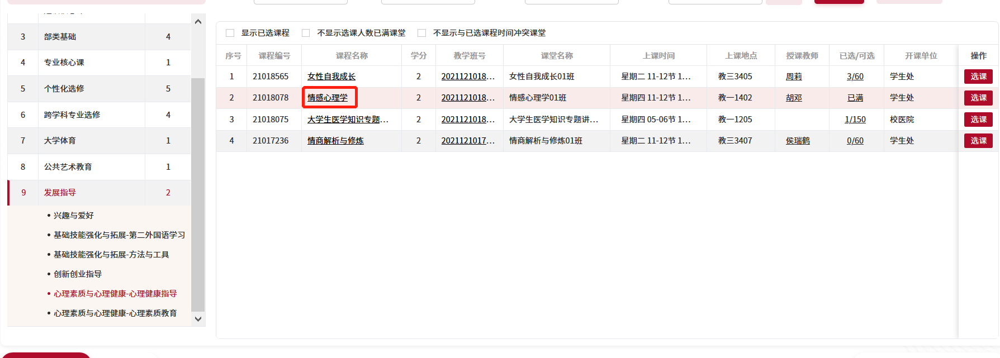 3 部类基础 4
4 专业核心课 1
5 个性化选修 5
6 跨学科专业选修 4
7 大学体育 1
8 公共艺术教育 1
9 发展指导 2
• 兴趣与爱好
• 基础技能强化与拓展-第二外国语学习
• 基础技能强化与拓展-方法与工具
• 创新创业指导
• 心理素质与心理健康-心理健康指导
• 心理素质与心理健康-心理素质教育
显示已选课程 不显示选课人数已满课堂 不显示与已选课程时间冲突课堂
序号 课程编号 课程名称 学分 教学班号 课堂名称 上课时间 上课地点 授课教师 已选/可选 开课单位 操作
1 21018565 女性自我成长 2 2021121018... 女性自我成长01班 星期二 11-12节 1... 教三3405 周莉 3/60 学生处 选课
2 21018078 情感心理学 2 2021121018... 情感心理学01班 星期四 11-12节 1... 教一1402 胡邓 已满 学生处 选课
3 21018075 大学生医学知识专题... 2 2021121018... 大学生医学知识专题讲... 星期四 05-06节 1... 教一1205 1/150 校医院 选课
4 21017236 情商解析与修炼 2 2021121017... 情商解析与修炼01班 星期二 11-12节 1... 教三3407 侯瑞鹤 0/60 学生处 选课